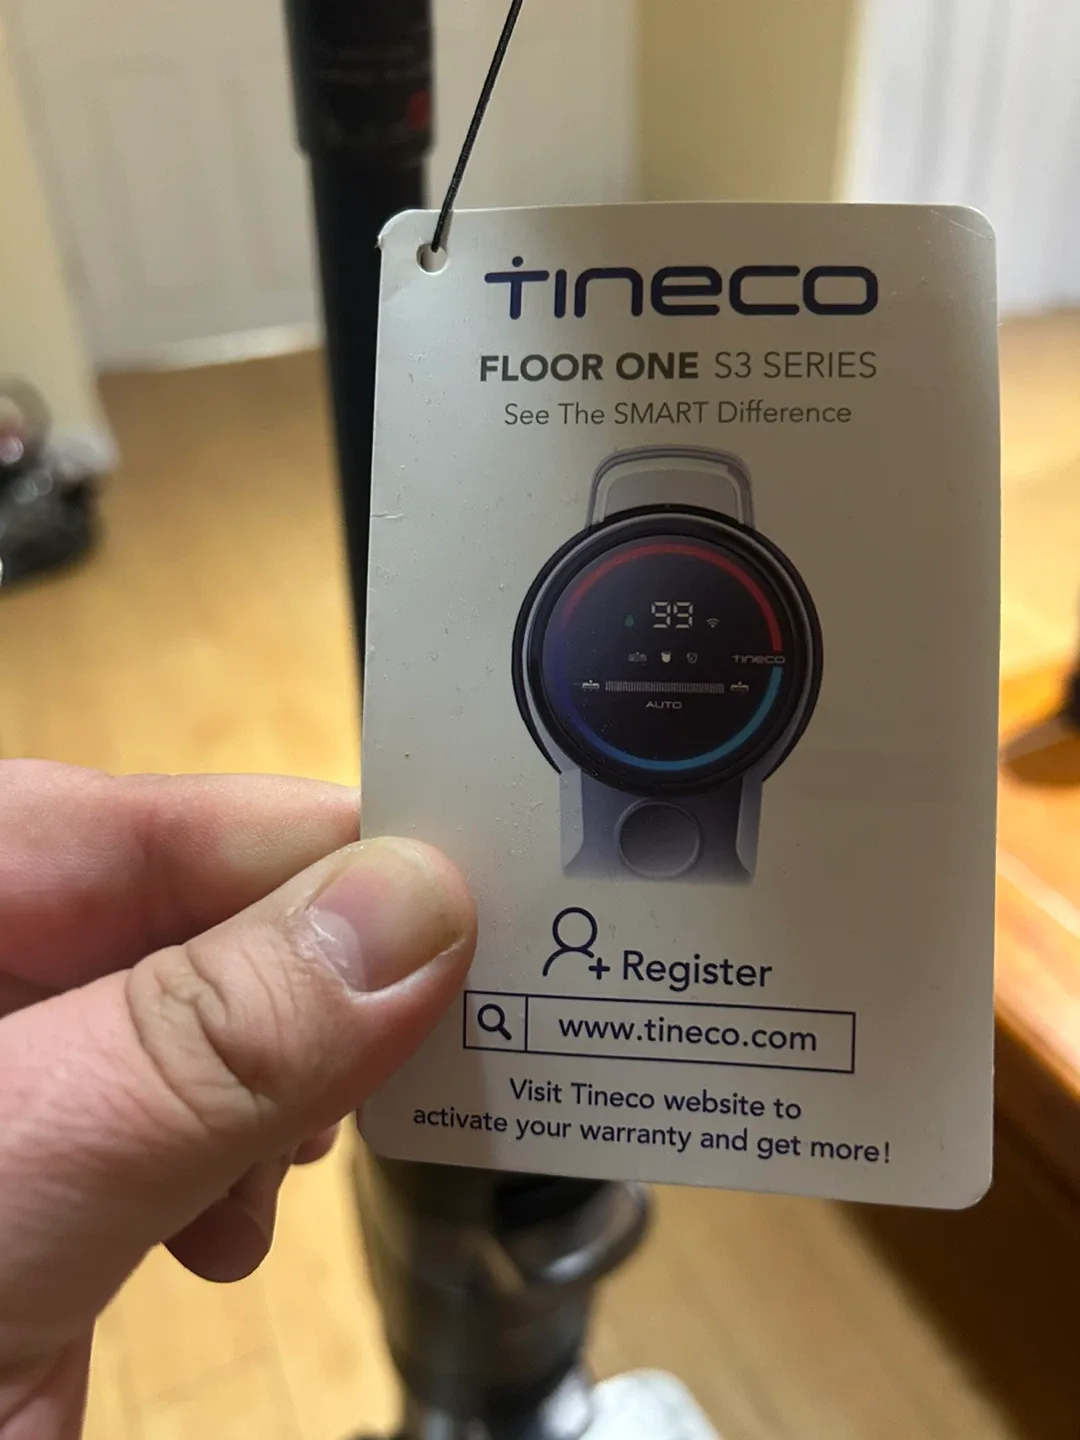 TINECO
FLOOR ONE S3 SERIES
See The SMART Difference
99
TINECO
AUTO
Register
www.tineco.com
Visit Tineco website to
activate your warranty and get more!